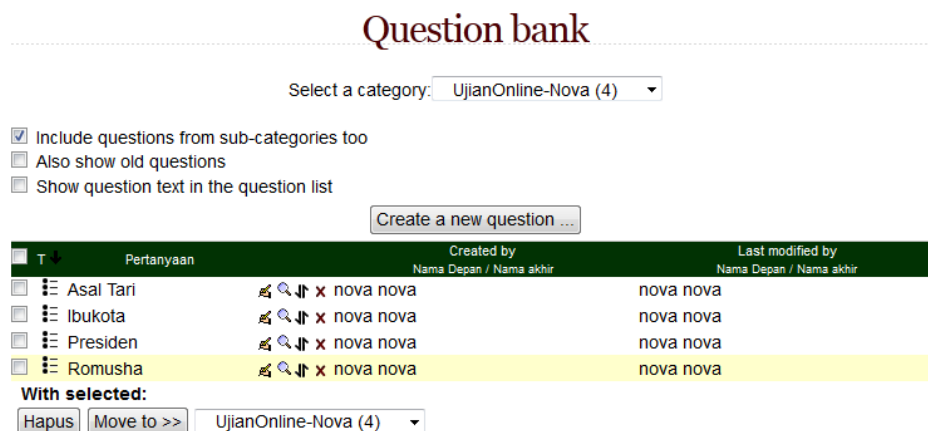 Question bank
Select a category: UjianOnline-Nova (4)
Include questions from sub-categories too
Also show old questions
Show question text in the question list
Create a new question ...
T Pertanyaan Created by Last modified by
Nama Depan / Nama akhir Nama Depan / Nama akhir
Asal Tari nova nova nova nova
Ibukota nova nova nova nova
Presiden nova nova nova nova
Romusha nova nova nova nova
With selected:
Hapus Move to >> UjianOnline-Nova (4)